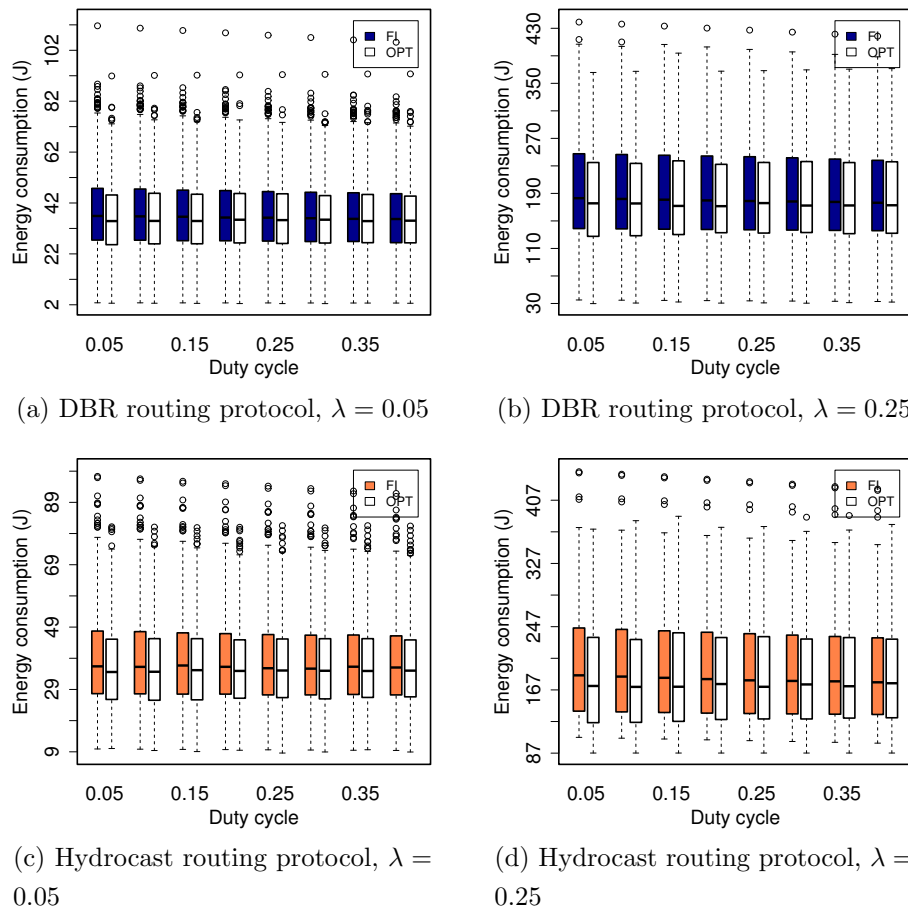 Energy consumption (J)
102
82
62
42
22
2
FI
OPT
0.05 0.15 0.25 0.35
Duty cycle
(a) DBR routing protocol, λ = 0.05
Energy consumption (J)
430
350
270
190
110
30
FI
OPT
0.05 0.15 0.25 0.35
Duty cycle
(b) DBR routing protocol, λ = 0.25
Energy consumption (J)
89
69
49
29
9
FI
OPT
0.05 0.15 0.25 0.35
Duty cycle
(c) Hydrocast routing protocol, λ =
0.05
Energy consumption (J)
407
327
247
167
87
FI
OPT
0.05 0.15 0.25 0.35
Duty cycle
(d) Hydrocast routing protocol, λ =
0.25